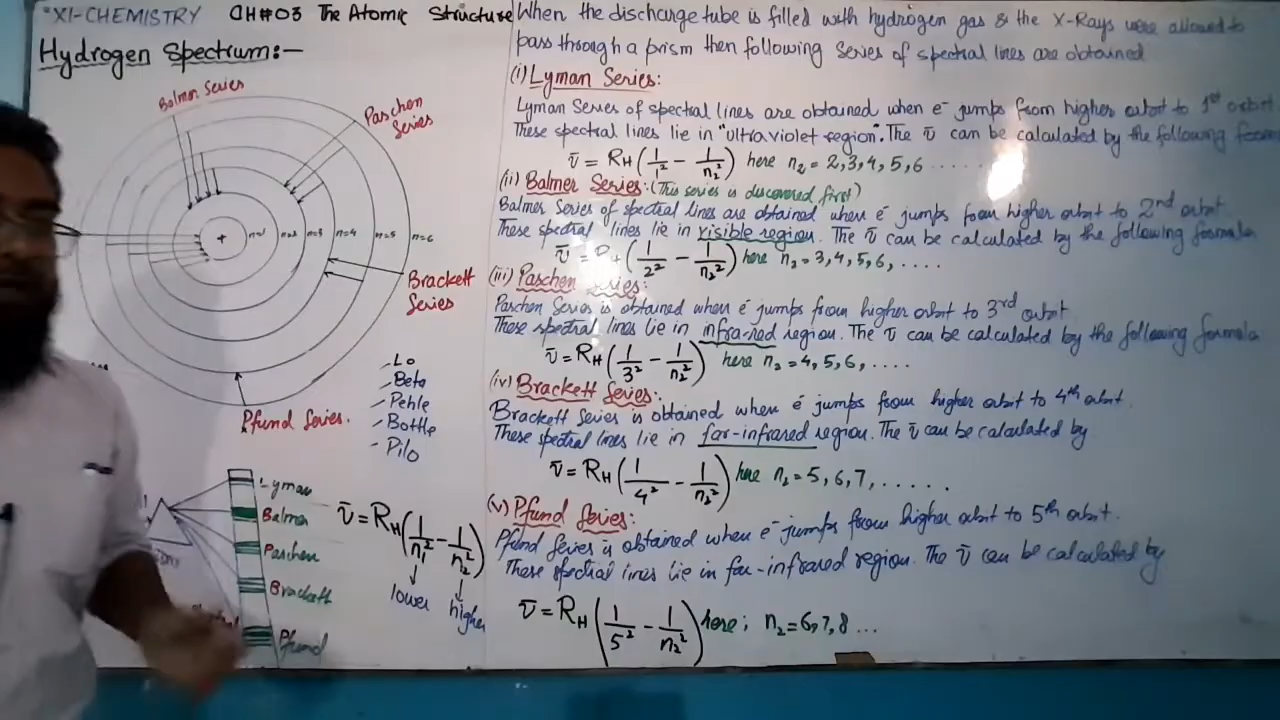 "XI-CHEMISTRY CH#03 The Atomic Structure
Hydrogen Spectrum:-
Balmer Series
Paschen
Series
+ n=1 n=2 n=3 n=4 n=5 n=6
Brackett
Series
Pfund Series.
- Lo
- Beta
- Pehle
- Bottle
- Pilo
Lyman
Balmer
Paschen
Brackett
Pfund
ν̄ = R_H (1/n₁² - 1/n₂²)
lower higher
When the discharge tube is filled with hydrogen gas & the X-Rays were allowed to
pass through a prism then following series of spectral lines are obtained
(i) Lyman Series:
Lyman Series of spectral lines are obtained when e⁻ jumps from higher orbit to 1st orbit
These spectral lines lie in "ultraviolet region". The ν̄ can be calculated by the following
ν̄ = R_H (1/1² - 1/n₂²) here n₂ = 2,3,4,5,6 ......
(ii) Balmer Series: (This series is discovered first)
Balmer Series of spectral lines are obtained when e⁻ jumps from higher orbit to 2nd orbit.
These spectral lines lie in visible region. The ν̄ can be calculated by the following formula
ν̄ = (1/2² - 1/n₂²) here n₂ = 3,4,5,6, ....
(iii) Paschen Series:
Paschen Series is obtained when e⁻ jumps from higher orbit to 3rd orbit.
These spectral lines lie in infra-red region. The ν̄ can be calculated by the following formula
ν̄ = R_H (1/3² - 1/n₂²) here n₂ = 4,5,6, ....
(iv) Brackett Series:
Brackett Series is obtained when e⁻ jumps from higher orbit to 4th orbit.
These spectral lines lie in far-infrared region. The ν̄ can be calculated by
ν̄ = R_H (1/4² - 1/n₂²) here n₂ = 5,6,7, ......
(v) Pfund Series:
Pfund Series is obtained when e⁻ jumps from higher orbit to 5th orbit.
These spectral lines lie in far-infrared region. The ν̄ can be calculated by
ν̄ = R_H (1/5² - 1/n₂²) here; n₂ = 6,7,8 ...